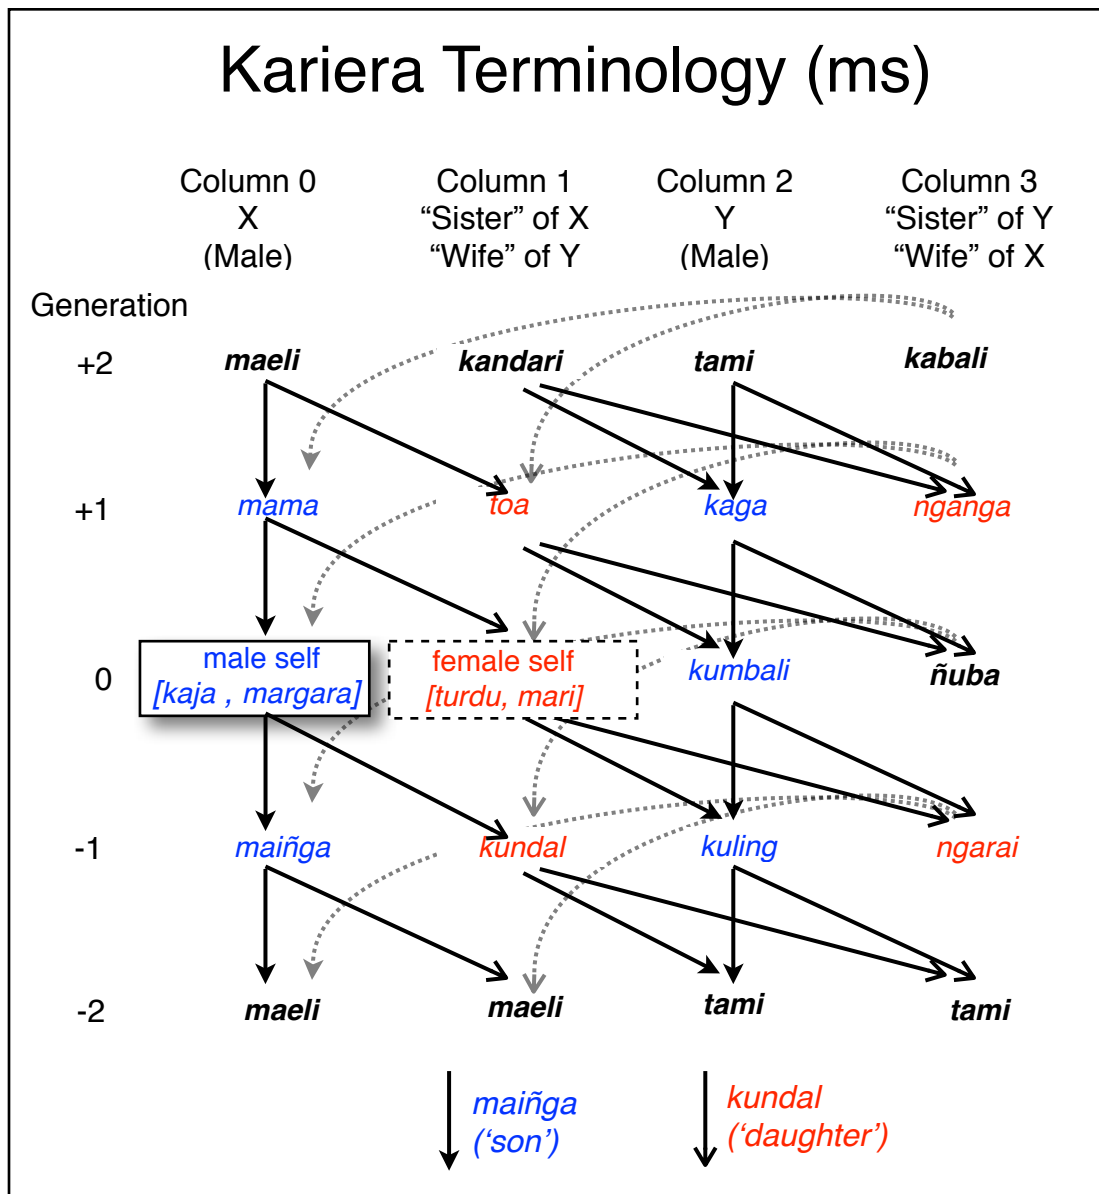 Kariera Terminology (ms)
Column 0
X
(Male)
Column 1
“Sister” of X
“Wife” of Y
Column 2
Y
(Male)
Column 3
“Sister” of Y
“Wife” of X
Generation
+2 maeli kandari tami kabali
+1 mama toa kaga nganga
male self
[kaja , margara]
female self
[turdu, mari]
0 kumbali ñuba
-1 maiñga kundal kuling ngarai
-2 maeli maeli tami tami
maiñga
(‘son’)
kundal
(‘daughter’)